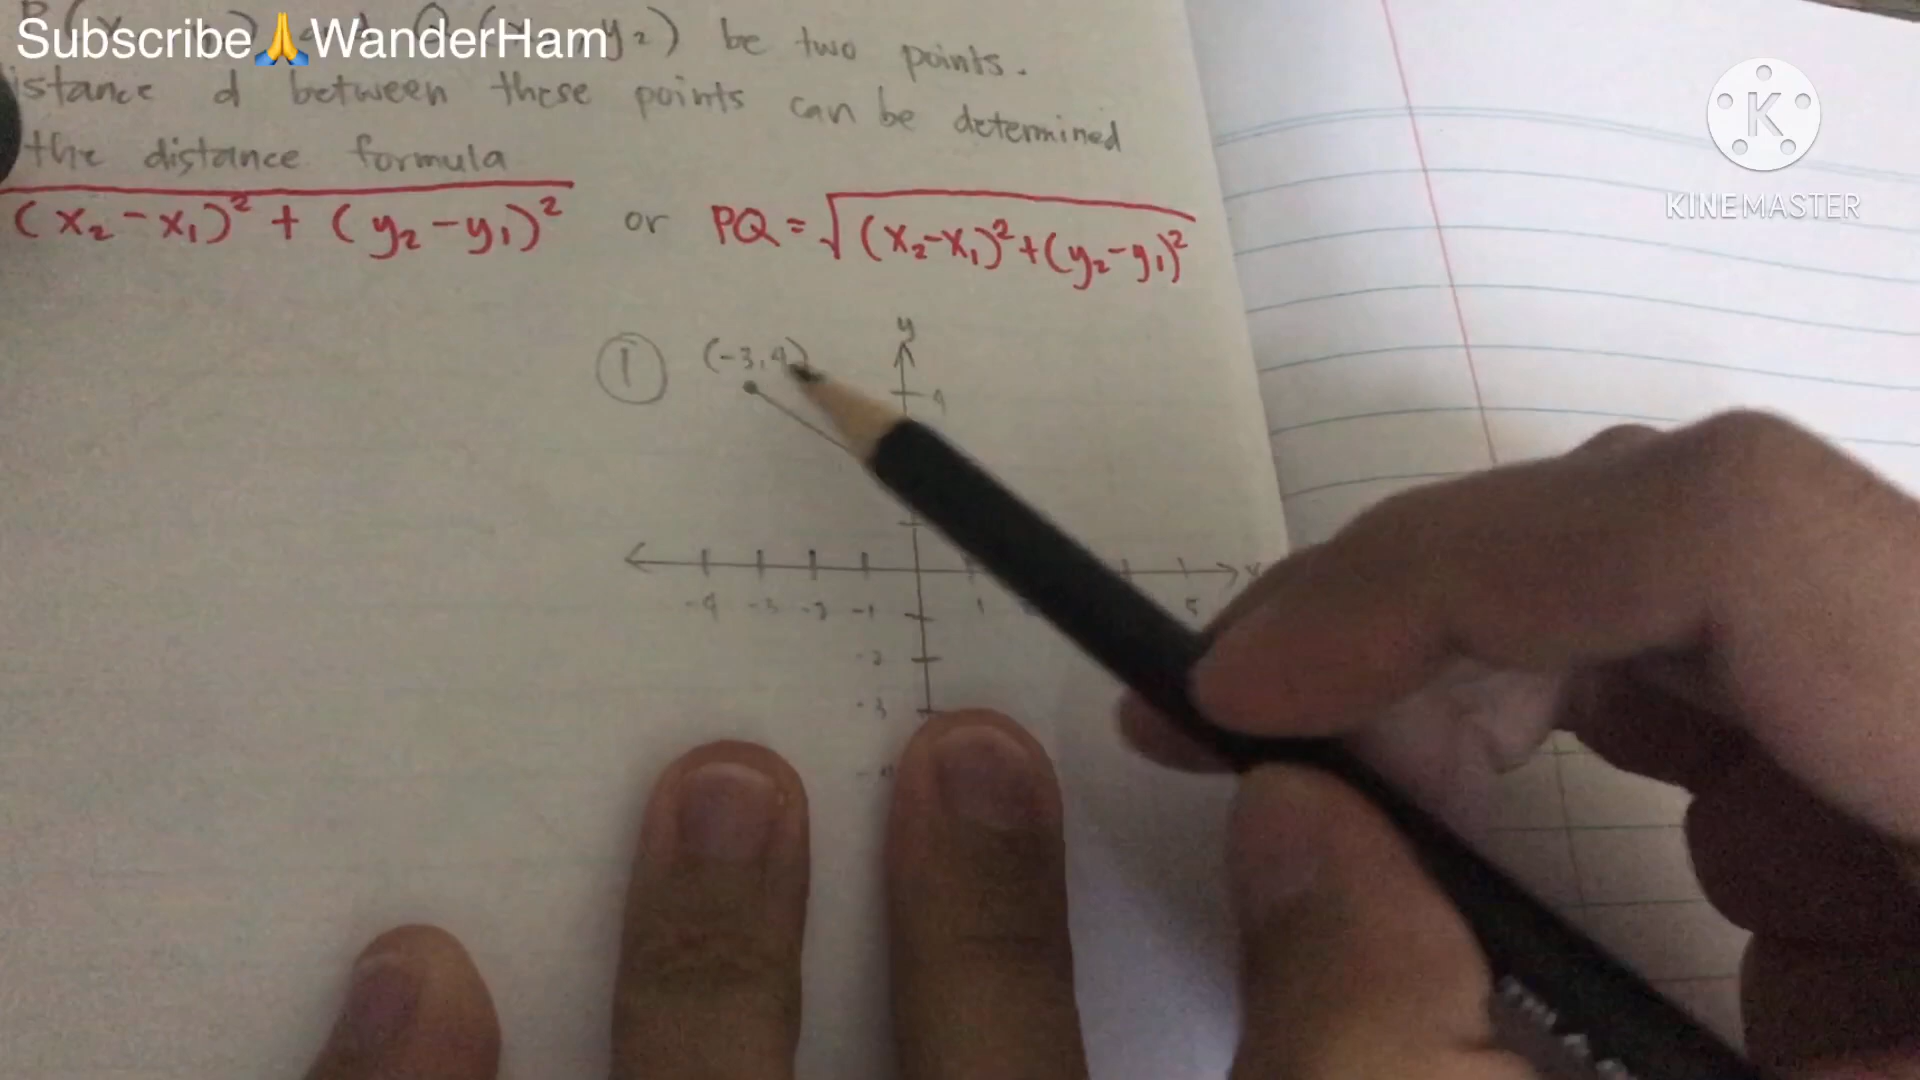 Subscribe🙏WanderHam
y₂) be two points.
istance d between these points can be determined
the distance formula
(x₂-x₁)² + (y₂-y₁)² or PQ = √(x₂-x₁)²+(y₂-y₁)²
K
KINEMASTER
y
① (-3,4)
4
-4 -3 -2 -1 1 5
-2
-3